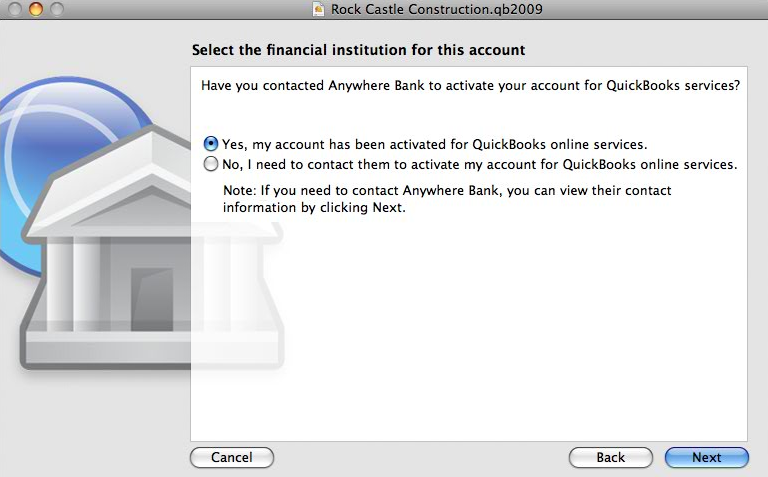 Rock Castle Construction.qb2009
Select the financial institution for this account
Have you contacted Anywhere Bank to activate your account for QuickBooks services?
Yes, my account has been activated for QuickBooks online services.
No, I need to contact them to activate my account for QuickBooks online services.
Note: If you need to contact Anywhere Bank, you can view their contact
information by clicking Next.
Cancel
Back
Next